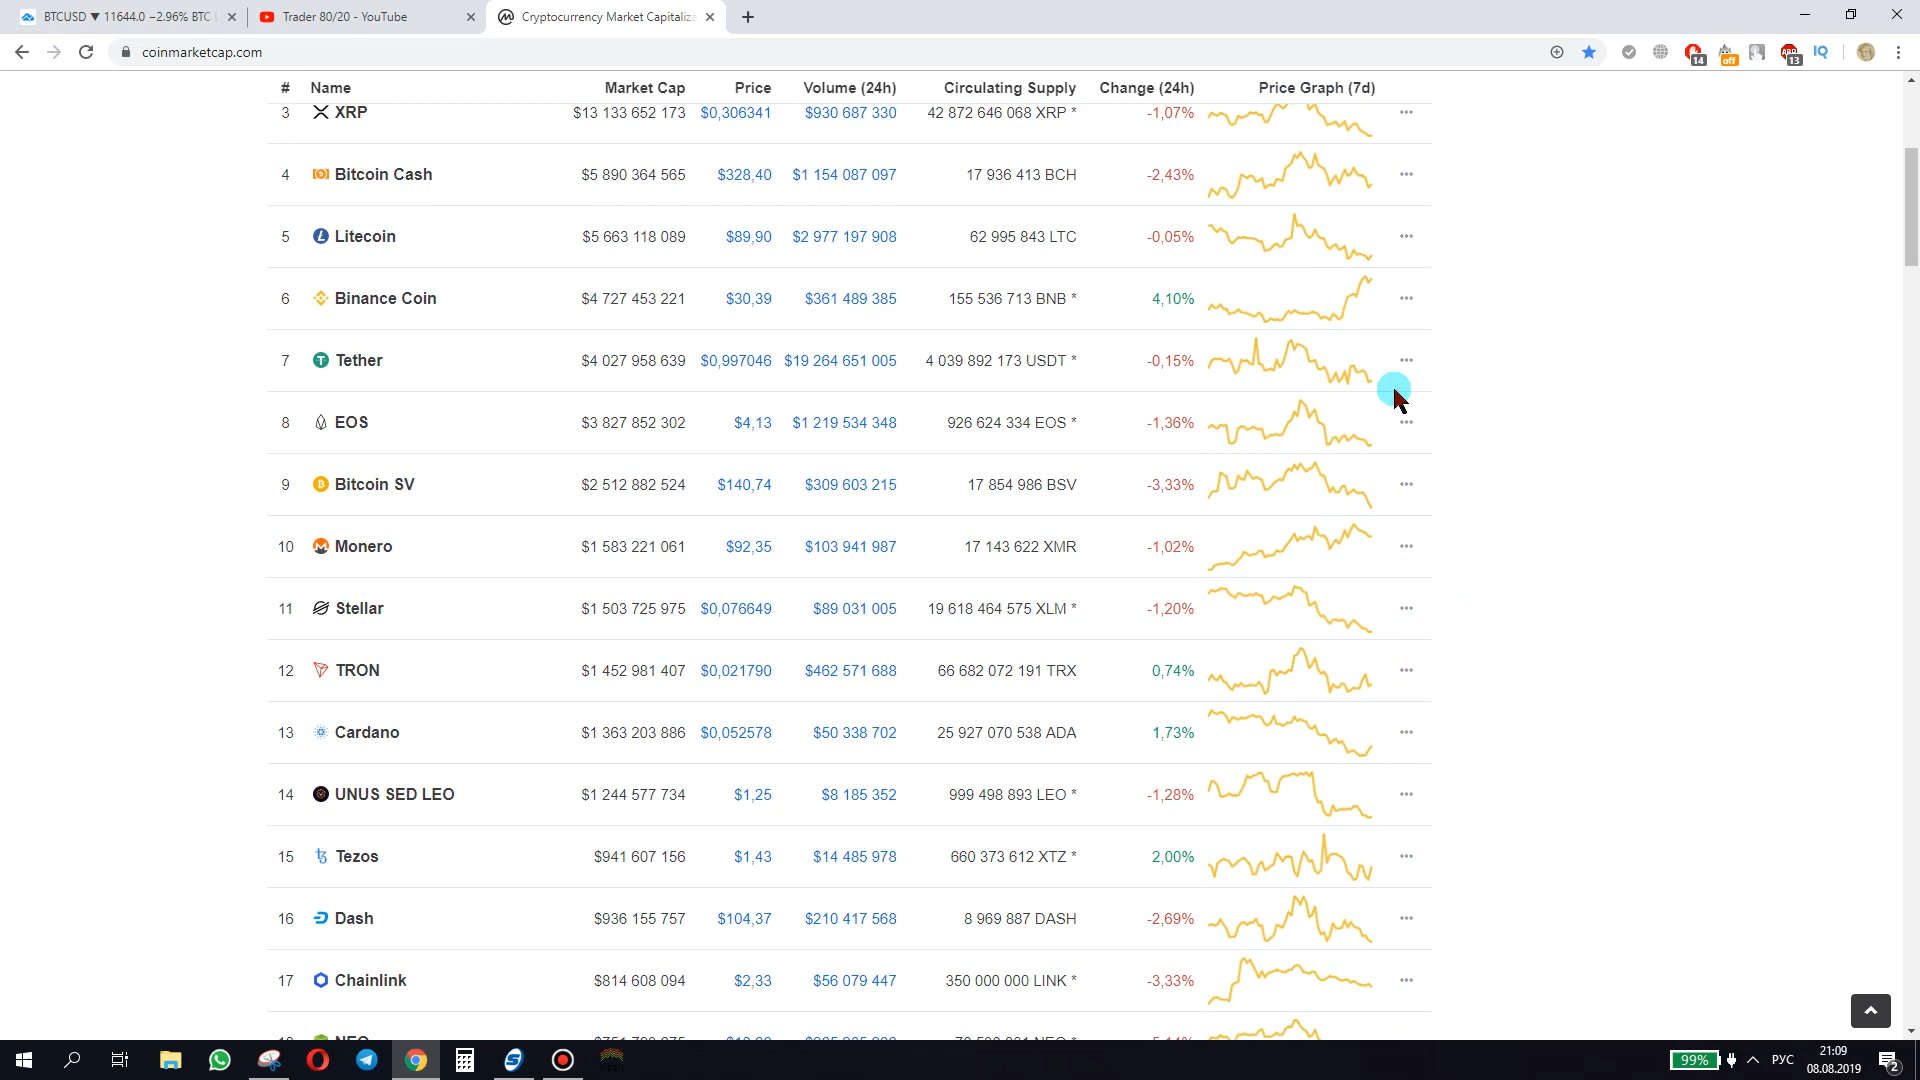 BTCUSD ▼ 11644.0 −2.96% BTC
Trader 80/20 - YouTube
Cryptocurrency Market Capitaliza
coinmarketcap.com
14
off
ABP
13
IQ
# Name Market Cap Price Volume (24h) Circulating Supply Change (24h) Price Graph (7d)
3 XRP $13 133 652 173 $0,306341 $930 687 330 42 872 646 068 XRP * -1,07%
4 Bitcoin Cash $5 890 364 565 $328,40 $1 154 087 097 17 936 413 BCH -2,43%
5 Litecoin $5 663 118 089 $89,90 $2 977 197 908 62 995 843 LTC -0,05%
6 Binance Coin $4 727 453 221 $30,39 $361 489 385 155 536 713 BNB * 4,10%
7 Tether $4 027 958 639 $0,997046 $19 264 651 005 4 039 892 173 USDT * -0,15%
8 EOS $3 827 852 302 $4,13 $1 219 534 348 926 624 334 EOS * -1,36%
9 Bitcoin SV $2 512 882 524 $140,74 $309 603 215 17 854 986 BSV -3,33%
10 Monero $1 583 221 061 $92,35 $103 941 987 17 143 622 XMR -1,02%
11 Stellar $1 503 725 975 $0,076649 $89 031 005 19 618 464 575 XLM * -1,20%
12 TRON $1 452 981 407 $0,021790 $462 571 688 66 682 072 191 TRX 0,74%
13 Cardano $1 363 203 886 $0,052578 $50 338 702 25 927 070 538 ADA 1,73%
14 UNUS SED LEO $1 244 577 734 $1,25 $8 185 352 999 498 893 LEO * -1,28%
15 Tezos $941 607 156 $1,43 $14 485 978 660 373 612 XTZ * 2,00%
16 Dash $936 155 757 $104,37 $210 417 568 8 969 887 DASH -2,69%
17 Chainlink $814 608 094 $2,33 $56 079 447 350 000 000 LINK * -3,33%
99%
РУС
21:09
08.08.2019
2